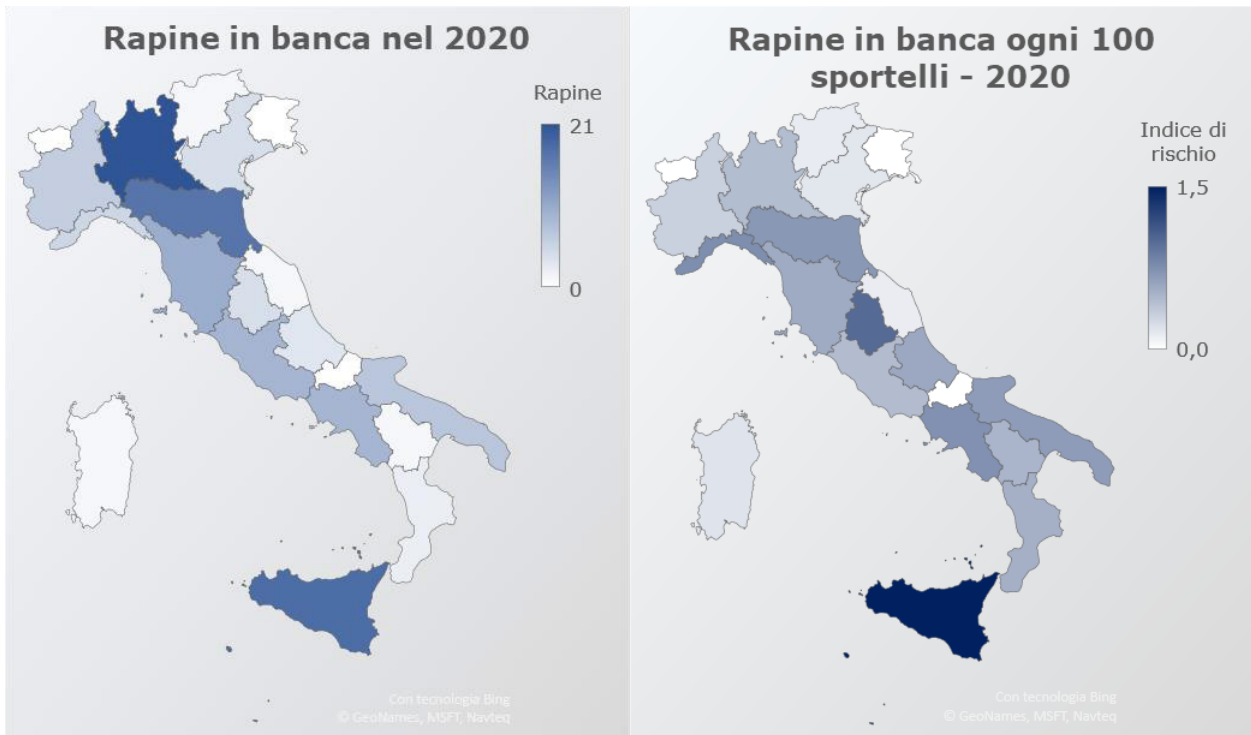 Rapine in banca nel 2020
Rapine
21
0
Con tecnologia Bing
© GeoNames, MSFT, Navteq
Rapine in banca ogni 100
sportelli - 2020
Indice di
rischio
1,5
0,0
Con tecnologia Bing
© GeoNames, MSFT, Navteq